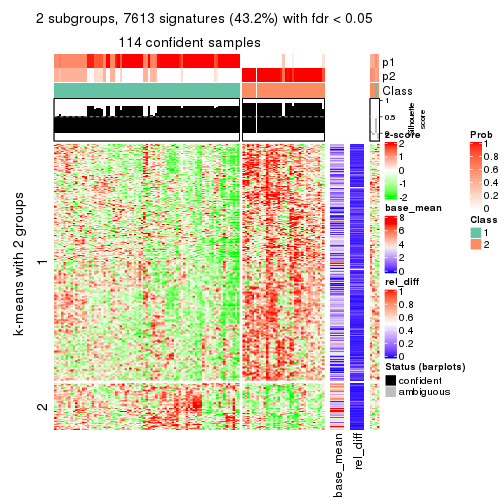 2 subgroups, 7613 signatures (43.2%) with fdr < 0.05
114 confident samples
p1
p2
Class
1
0.5
0
Silhouette
score
k-means with 2 groups
1
2
base_mean
rel_diff
z-score
2
1
0
-1
-2
base_mean
8
6
4
2
0
rel_diff
1
0.8
0.6
0.4
0.2
0
Status (barplots)
confident
ambiguous
Prob
1
0.8
0.6
0.4
0.2
0
Class
1
2